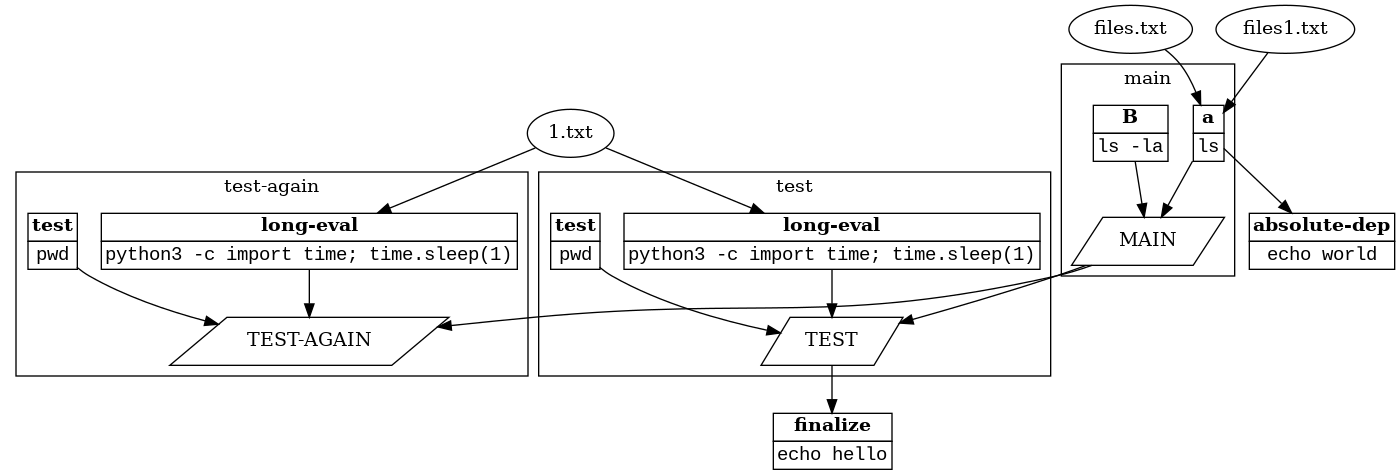 files.txt
files1.txt
main
B
ls -la
a
ls
1.txt
test-again
test
pwd
long-eval
python3 -c import time; time.sleep(1)
test
test
pwd
long-eval
python3 -c import time; time.sleep(1)
MAIN
absolute-dep
echo world
TEST-AGAIN
TEST
finalize
echo hello